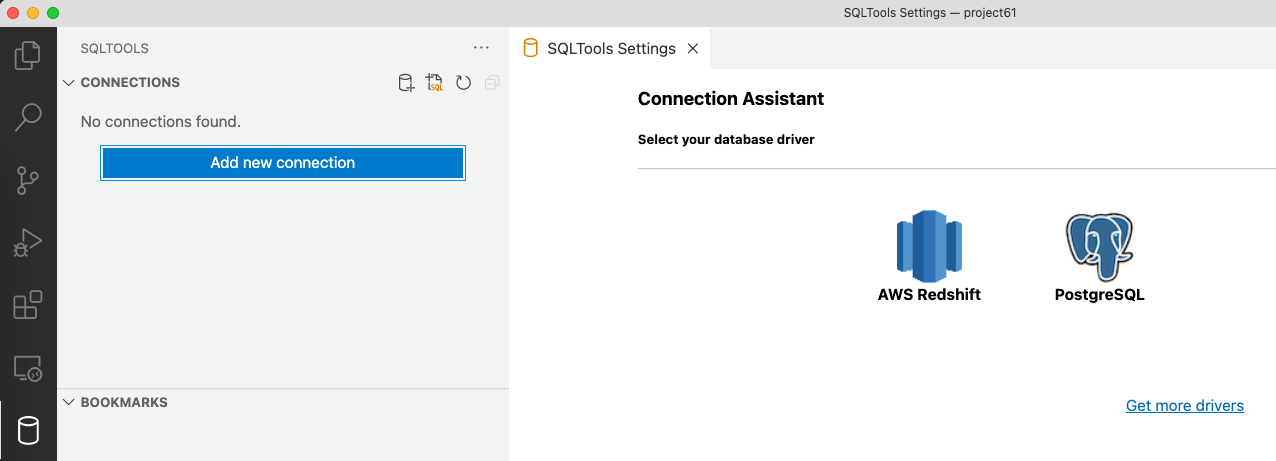 SQLTools Settings — project61
SQLTOOLS
CONNECTIONS
SQL
No connections found.
Add new connection
BOOKMARKS
SQLTools Settings
Connection Assistant
Select your database driver
AWS Redshift
PostgreSQL
Get more drivers